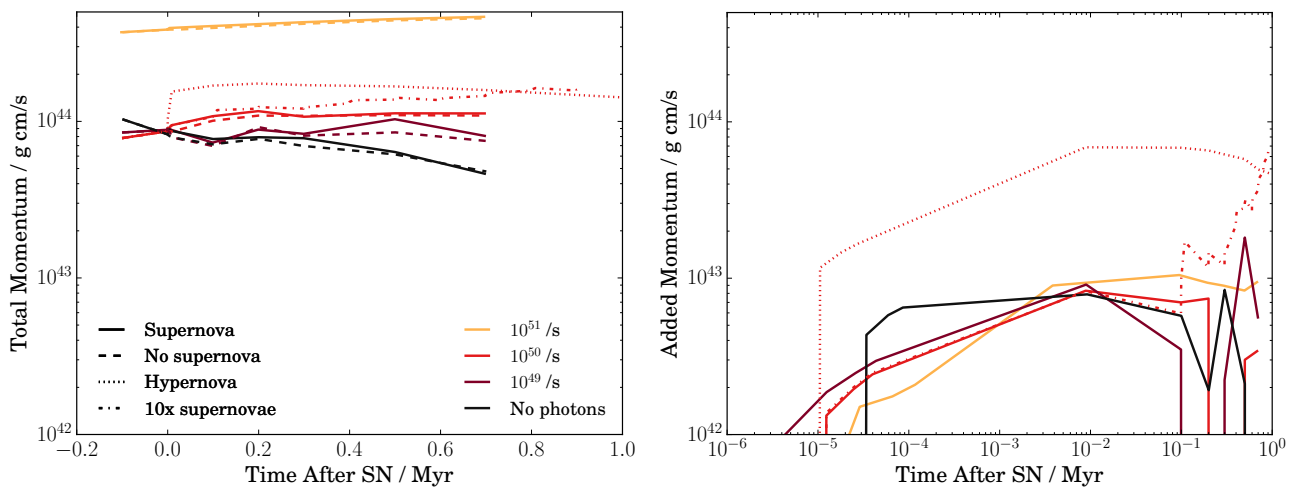 Total Momentum / g cm/s
10^44
10^43
10^42
Supernova
No supernova
Hypernova
10x supernovae
10^51 /s
10^50 /s
10^49 /s
No photons
−0.2 0.0 0.2 0.4 0.6 0.8 1.0
Time After SN / Myr
Added Momentum / g cm/s
10^44
10^43
10^42
10^-6 10^-5 10^-4 10^-3 10^-2 10^-1 10^0
Time After SN / Myr